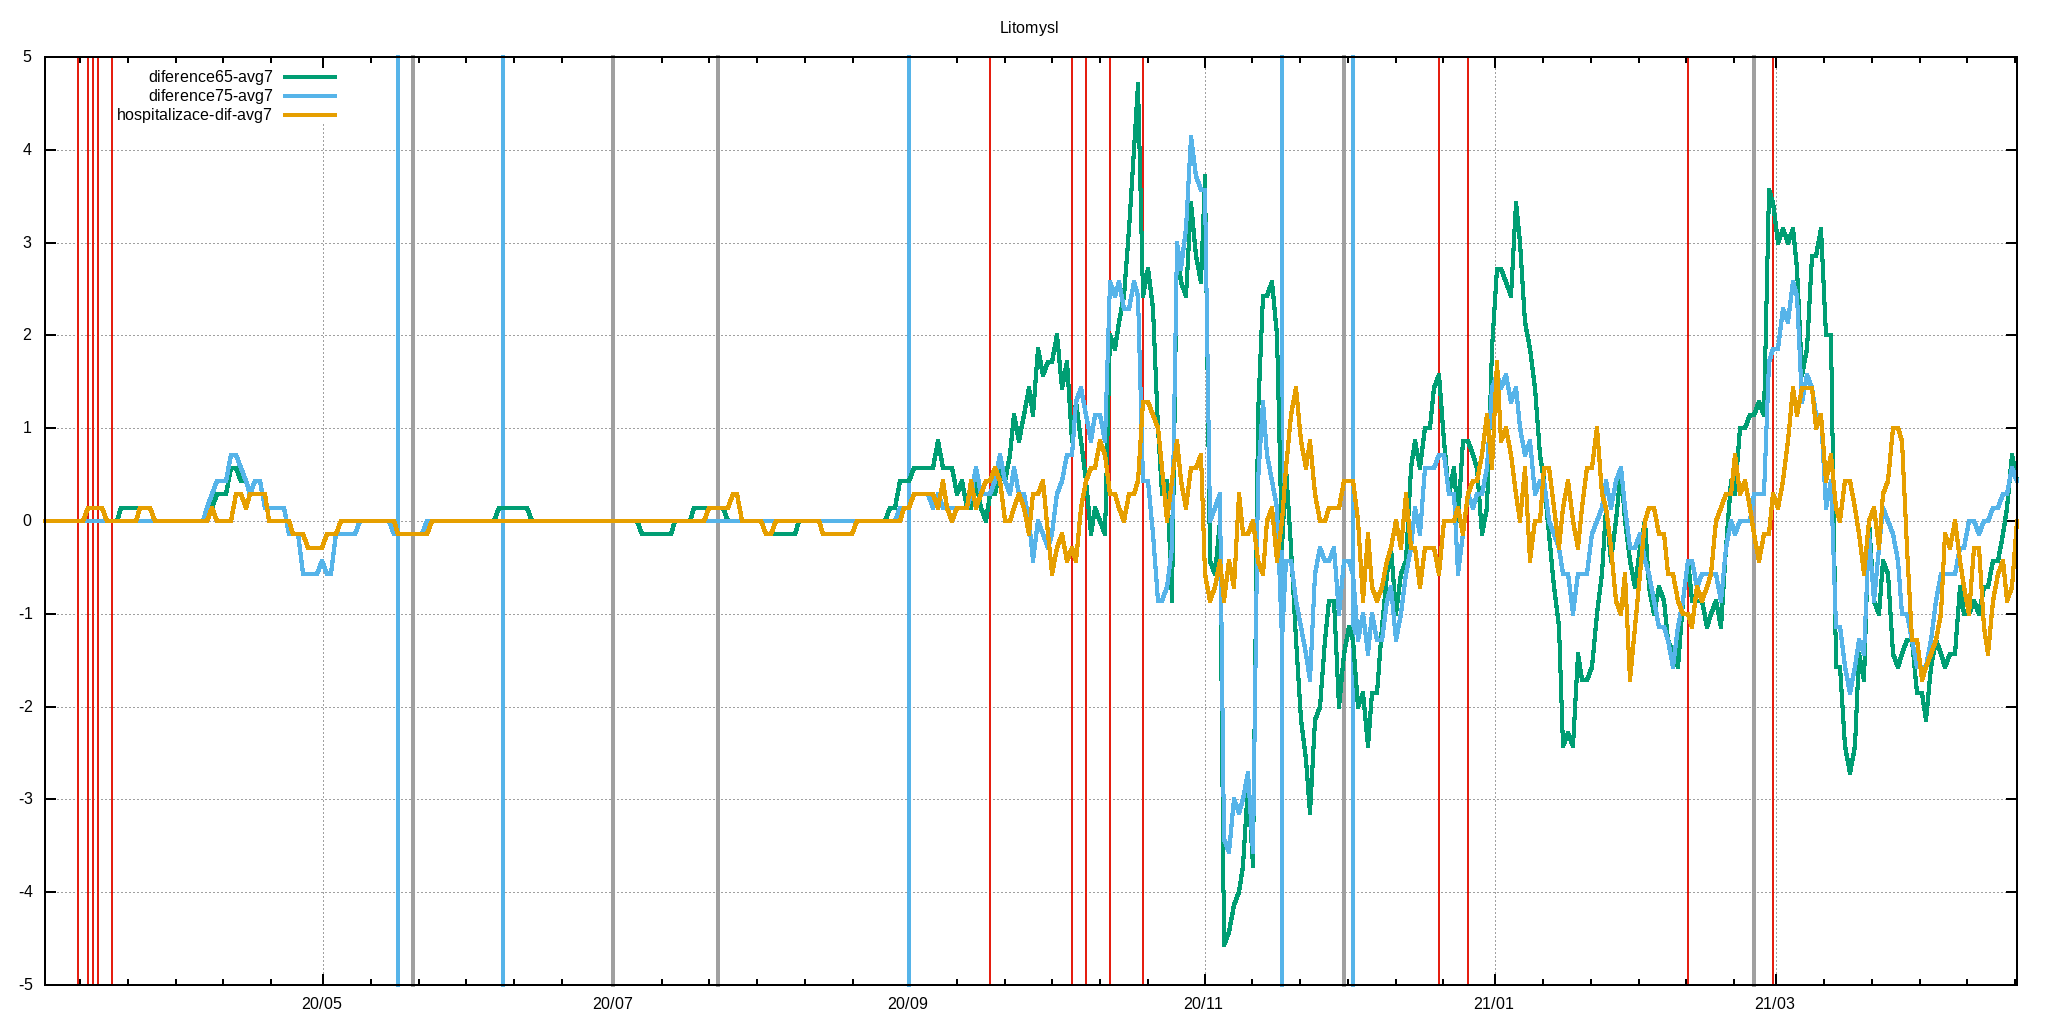 Litomysl
diference65-avg7
diference75-avg7
hospitalizace-dif-avg7
5
4
3
2
1
0
-1
-2
-3
-4
-5
20/05 20/07 20/09 20/11 21/01 21/03